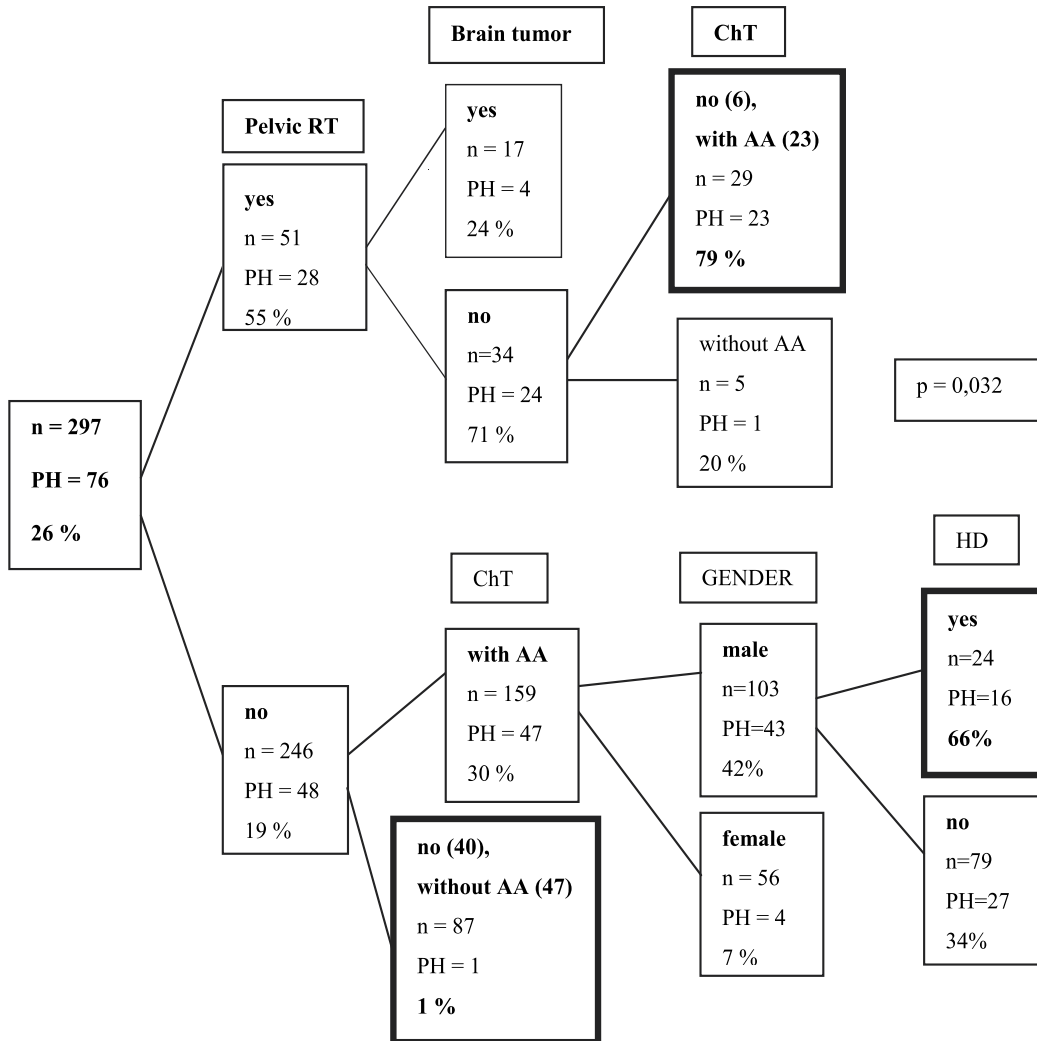 Brain tumor
ChT
Pelvic RT
yes
n = 17
PH = 4
24 %
no (6),
with AA (23)
n = 29
PH = 23
79 %
yes
n = 51
PH = 28
55 %
no
n=34
PH = 24
71 %
without AA
n = 5
PH = 1
20 %
p = 0,032
n = 297
PH = 76
26 %
ChT
GENDER
HD
with AA
n = 159
PH = 47
30 %
male
n=103
PH=43
42%
yes
n=24
PH=16
66%
no
n = 246
PH = 48
19 %
no (40),
without AA (47)
n = 87
PH = 1
1 %
female
n = 56
PH = 4
7 %
no
n=79
PH=27
34%